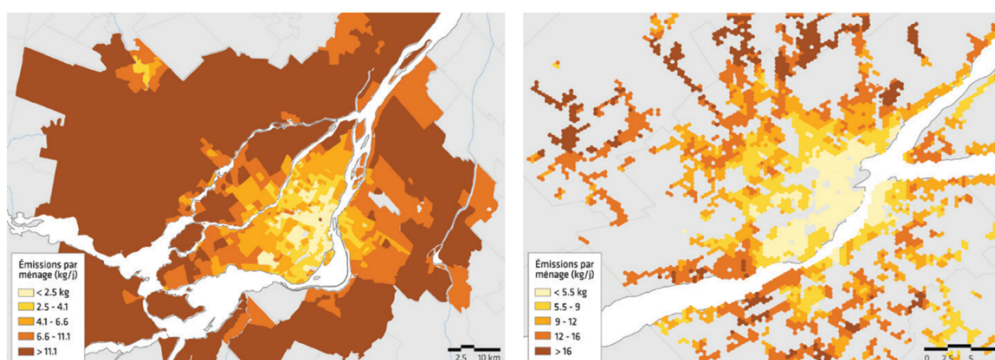 Émissions par
ménage (kg/j)
< 2.5 kg
2.5 - 4.1
4.1 - 6.6
6.6 - 11.1
> 11.1
2.5 10 km
Émissions par
ménage (kg/j)
< 5.5 kg
5.5 - 9
9 - 12
12 - 16
> 16
2.5 5